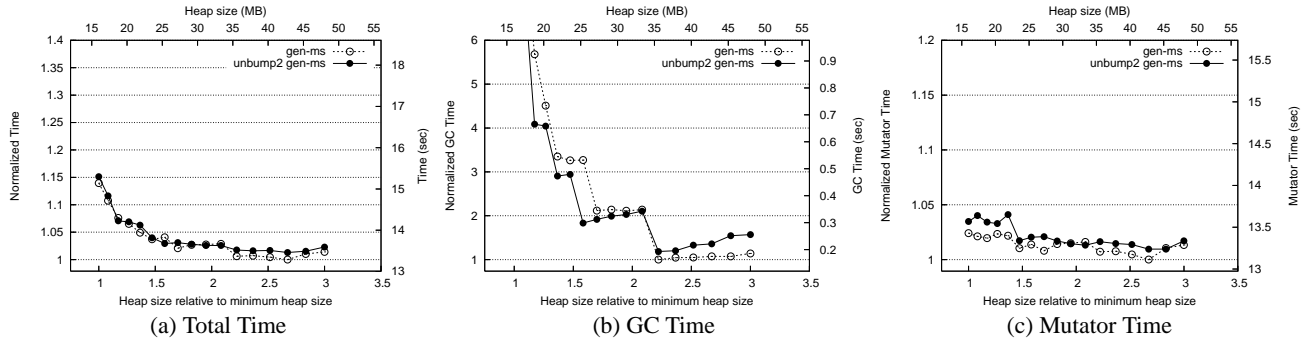 Heap size (MB)
15 20 25 30 35 40 45 50 55
1.4
1.35
1.3
1.25
1.2
1.15
1.1
1.05
1
Normalized Time
gen-ms
unbump2 gen-ms
18
17
16
15
14
13
Time (sec)
1 1.5 2 2.5 3 3.5
Heap size relative to minimum heap size
(a) Total Time
Heap size (MB)
15 20 25 30 35 40 45 50 55
6
5
4
3
2
1
Normalized GC Time
gen-ms
unbump2 gen-ms
0.9
0.8
0.7
0.6
0.5
0.4
0.3
0.2
GC Time (sec)
1 1.5 2 2.5 3 3.5
Heap size relative to minimum heap size
(b) GC Time
Heap size (MB)
15 20 25 30 35 40 45 50 55
1.2
1.15
1.1
1.05
1
Normalized Mutator Time
gen-ms
unbump2 gen-ms
15.5
15
14.5
14
13.5
13
Mutator Time (sec)
1 1.5 2 2.5 3 3.5
Heap size relative to minimum heap size
(c) Mutator Time